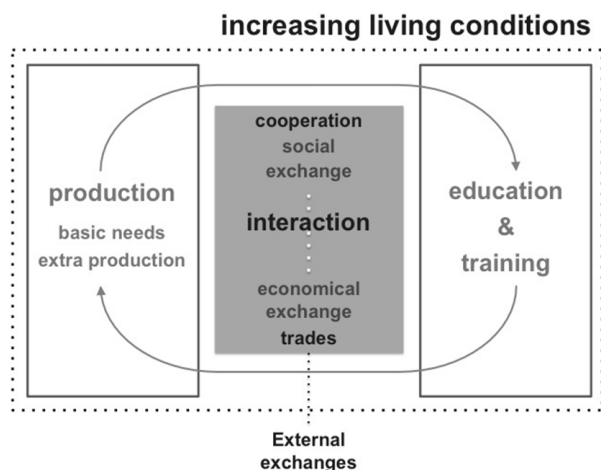 increasing living conditions
production
basic needs
extra production
cooperation
social
exchange
interaction
economical
exchange
trades
education
&
training
External
exchanges